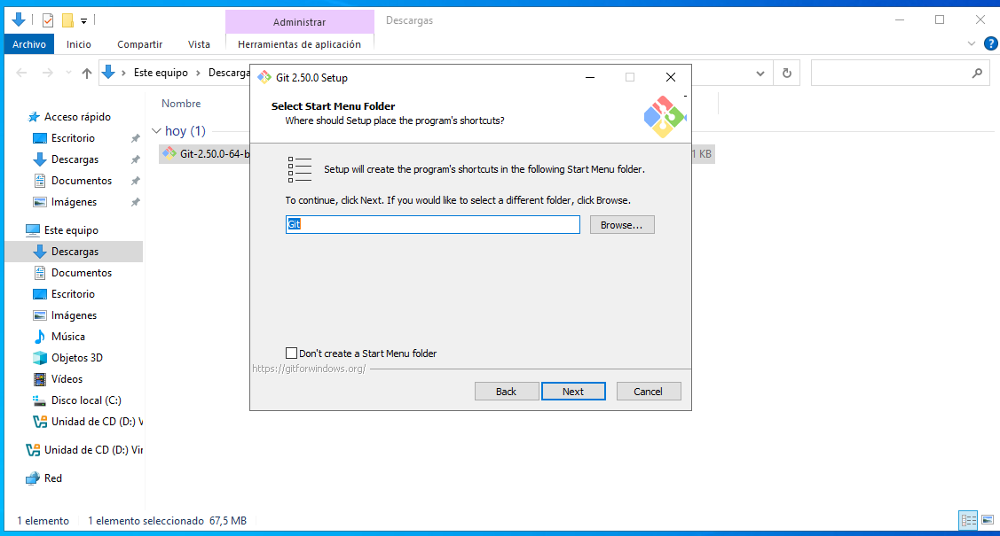 Administrar
Descargas
Archivo
Inicio
Compartir
Vista
Herramientas de aplicación
?
Este equipo
Descarga
Nombre
Acceso rápido
Escritorio
Descargas
Documentos
Imágenes
Este equipo
Descargas
Documentos
Escritorio
Imágenes
Música
Objetos 3D
Vídeos
Disco local (C:)
Unidad de CD (D:) V
Unidad de CD (D:) Vir
Red
hoy (1)
Git-2.50.0-64-b
1 KB
Git 2.50.0 Setup
Select Start Menu Folder
Where should Setup place the program's shortcuts?
Setup will create the program's shortcuts in the following Start Menu folder.
To continue, click Next. If you would like to select a different folder, click Browse.
Git
Browse...
Don't create a Start Menu folder
https://gitforwindows.org/
Back
Next
Cancel
1 elemento
1 elemento seleccionado 67,5 MB